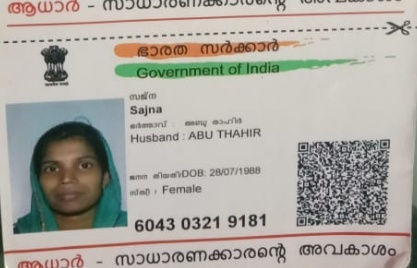 ആധാർ - സാധാരണക്കാരന്റെ അവകാശം
ഭാരത സർക്കാർ
Government of India
സജ്ന
Sajna
ഭർത്താവ് : അബു താഹിർ
Husband : ABU THAHIR
ജനന തിയതി/DOB: 28/07/1988
സ്ത്രീ / Female
6043 0321 9181
ആധാർ - സാധാരണക്കാരന്റെ അവകാശം